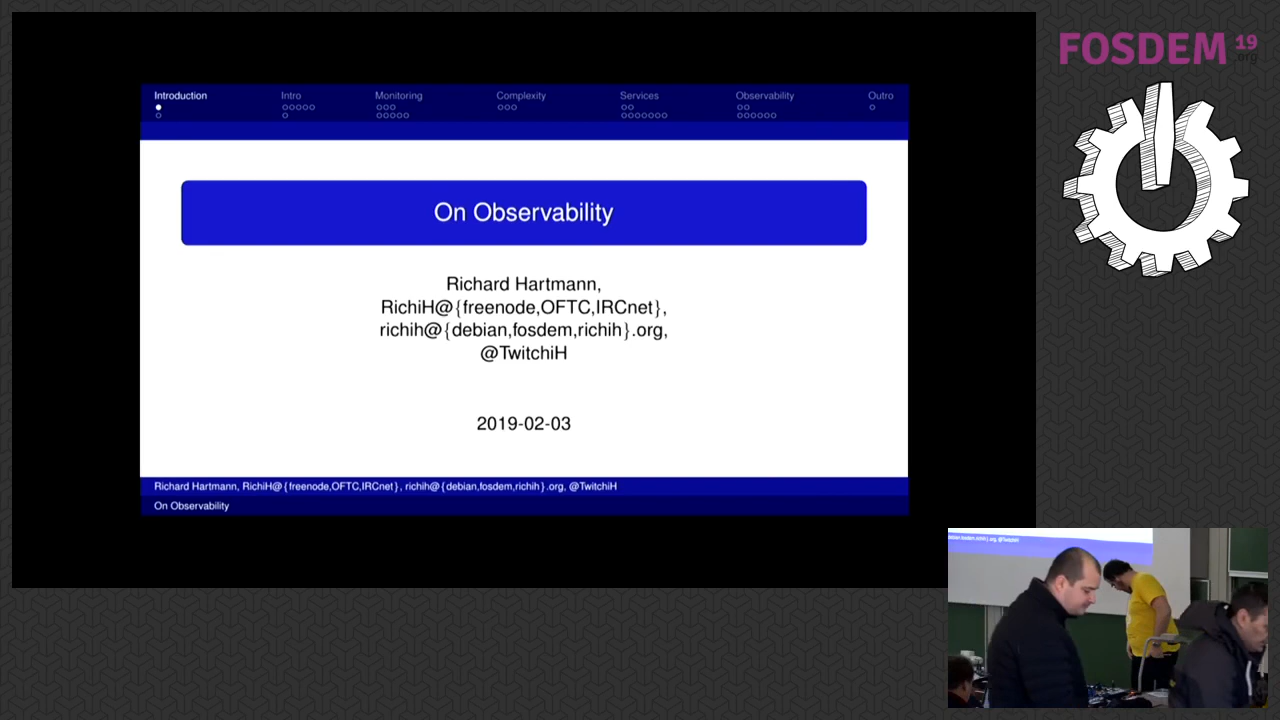 FOSDEM 19
.org
Introduction Intro Monitoring Complexity Services Observability Outro
On Observability
Richard Hartmann,
RichiH@{freenode,OFTC,IRCnet},
richih@{debian,fosdem,richih}.org,
@TwitchiH
2019-02-03
Richard Hartmann, RichiH@{freenode,OFTC,IRCnet}, richih@{debian,fosdem,richih}.org, @TwitchiH
On Observability